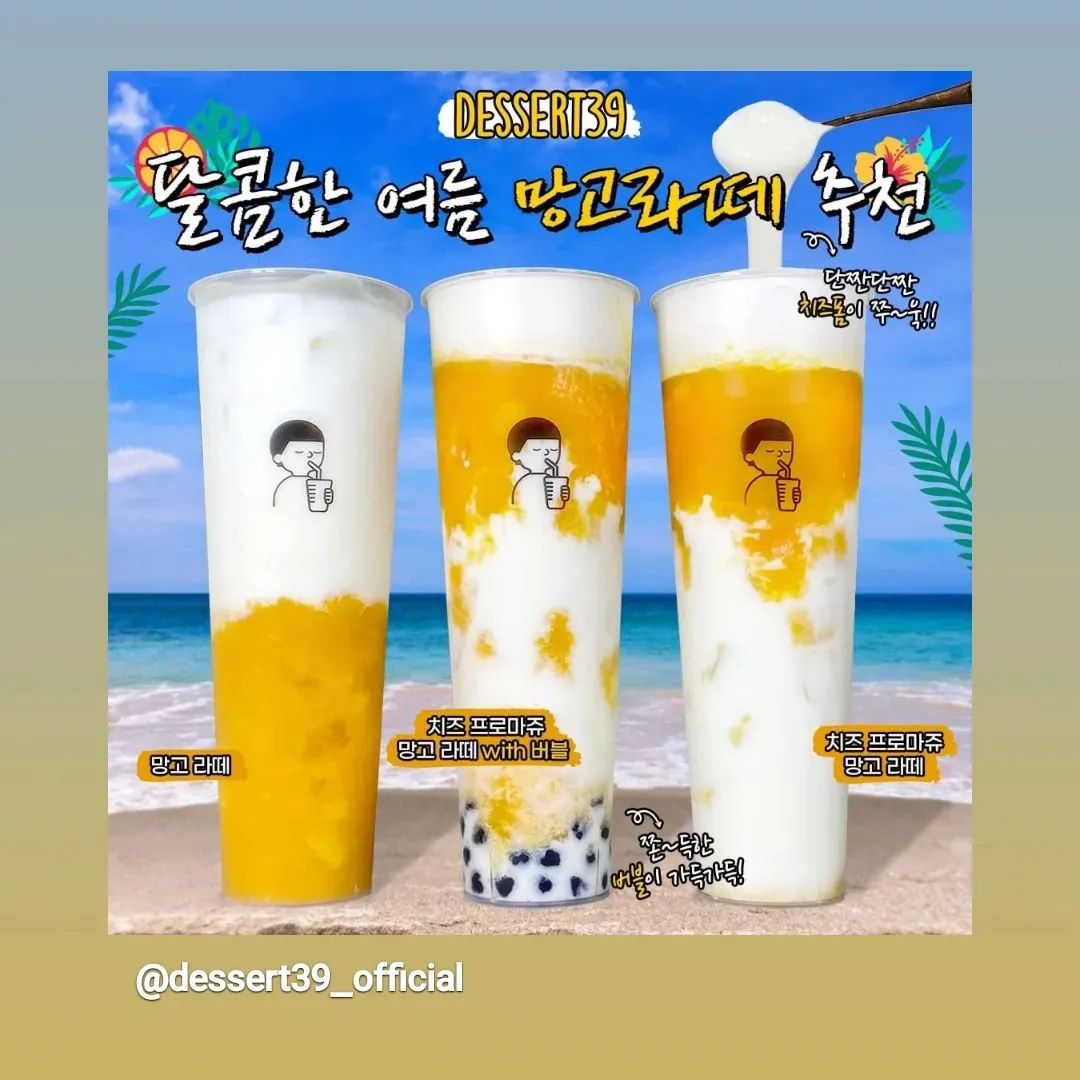 DESSERT39
달콤한 여름 망고라떼 추천
단짠단짠
치즈폼이 쭈~욱!!
치즈 프로마쥬
망고 라떼 with 버블
망고 라떼
치즈 프로마쥬
망고 라떼
쫀~득한
버블이 가득가득!
@dessert39_official